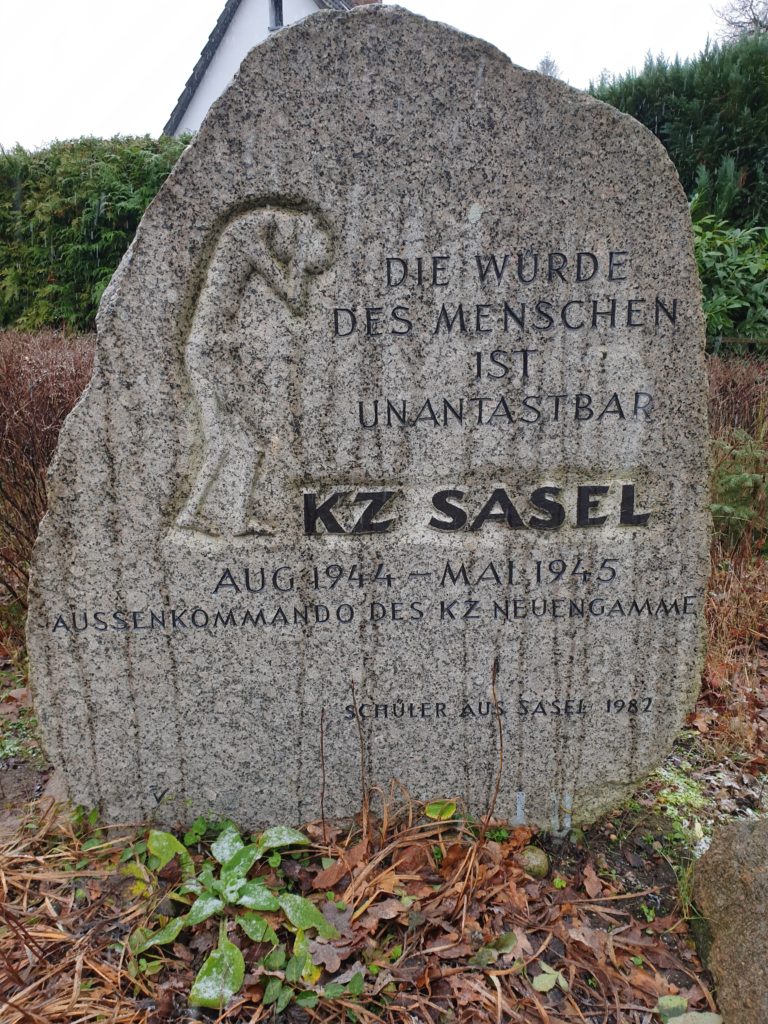 DIE WÜRDE
DES MENSCHEN
IST
UNANTASTBAR
KZ SASEL
AUG 1944 – MAI 1945
AUSSENKOMMANDO DES KZ NEUENGAMME
SCHÜLER AUS SASEL 1982